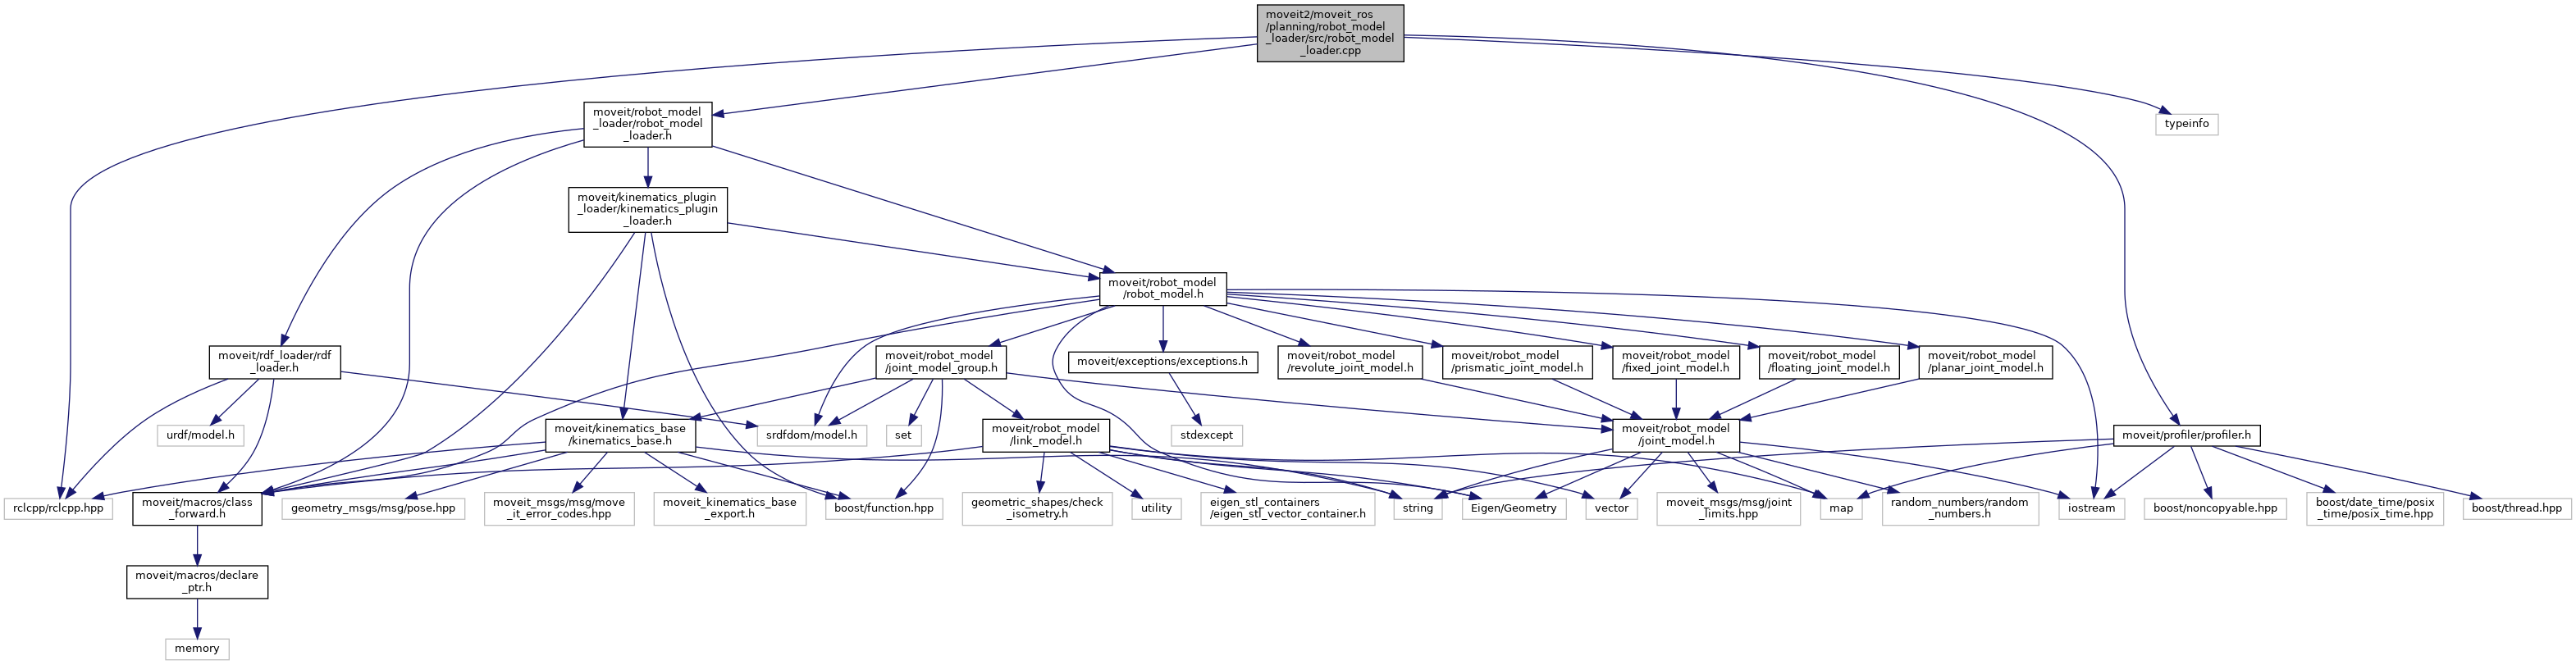 moveit2/moveit_ros
/planning/robot_model
_loader/src/robot_model
_loader.cpp
moveit/robot_model
_loader/robot_model
_loader.h
typeinfo
moveit/kinematics_plugin
_loader/kinematics_plugin
_loader.h
moveit/robot_model
/robot_model.h
moveit/rdf_loader/rdf
_loader.h
moveit/robot_model
/joint_model_group.h
moveit/exceptions/exceptions.h
moveit/robot_model
/revolute_joint_model.h
moveit/robot_model
/prismatic_joint_model.h
moveit/robot_model
/fixed_joint_model.h
moveit/robot_model
/floating_joint_model.h
moveit/robot_model
/planar_joint_model.h
urdf/model.h
moveit/kinematics_base
/kinematics_base.h
srdfdom/model.h
set
moveit/robot_model
/link_model.h
stdexcept
moveit/robot_model
/joint_model.h
moveit/profiler/profiler.h
rclcpp/rclcpp.hpp
moveit/macros/class
_forward.h
geometry_msgs/msg/pose.hpp
moveit_msgs/msg/move
_it_error_codes.hpp
moveit_kinematics_base
_export.h
boost/function.hpp
geometric_shapes/check
_isometry.h
utility
eigen_stl_containers
/eigen_stl_vector_container.h
string
Eigen/Geometry
vector
moveit_msgs/msg/joint
_limits.hpp
map
random_numbers/random
_numbers.h
iostream
boost/noncopyable.hpp
boost/date_time/posix
_time/posix_time.hpp
boost/thread.hpp
moveit/macros/declare
_ptr.h
memory